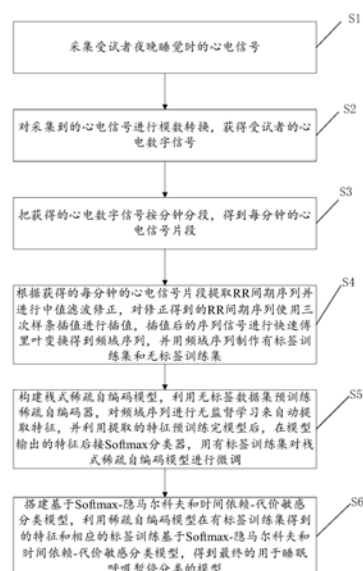 S1
采集受试者夜晚睡觉时的心电信号
S2
对采集到的心电信号进行模数转换，获得受试者的心
电数字信号
S3
把获得的心电数字信号按分钟分段，得到每分钟的心
电信号片段
S4
根据获得的每分钟的心电信号片段提取RR间期序列并
进行中值滤波修正，对修正得到的RR间期序列使用三
次样条插值进行插值，插值后的序列信号进行快速傅
里叶变换得到频域序列，并用频域序列制作有标签训
练集和无标签训练集
S5
构建栈式稀疏自编码模型，利用无标签数据集预训练
稀疏自编码器，对频域序列进行无监督学习来自动提
取特征，并利用提取的特征预训练完模型后，在模型
输出的特征后接Softmax分类器，用有标签训练集对栈
式稀疏自编码模型进行微调
S6
搭建基于Softmax-隐马尔科夫和时间依赖-代价敏感
分类模型，利用稀疏自编码模型在有标签训练集得到
的特征和相应的标签训练基于Softmax-隐马尔科夫和
时间依赖-代价敏感分类模型，得到最终的用于睡眠
呼吸暂停分类的模型